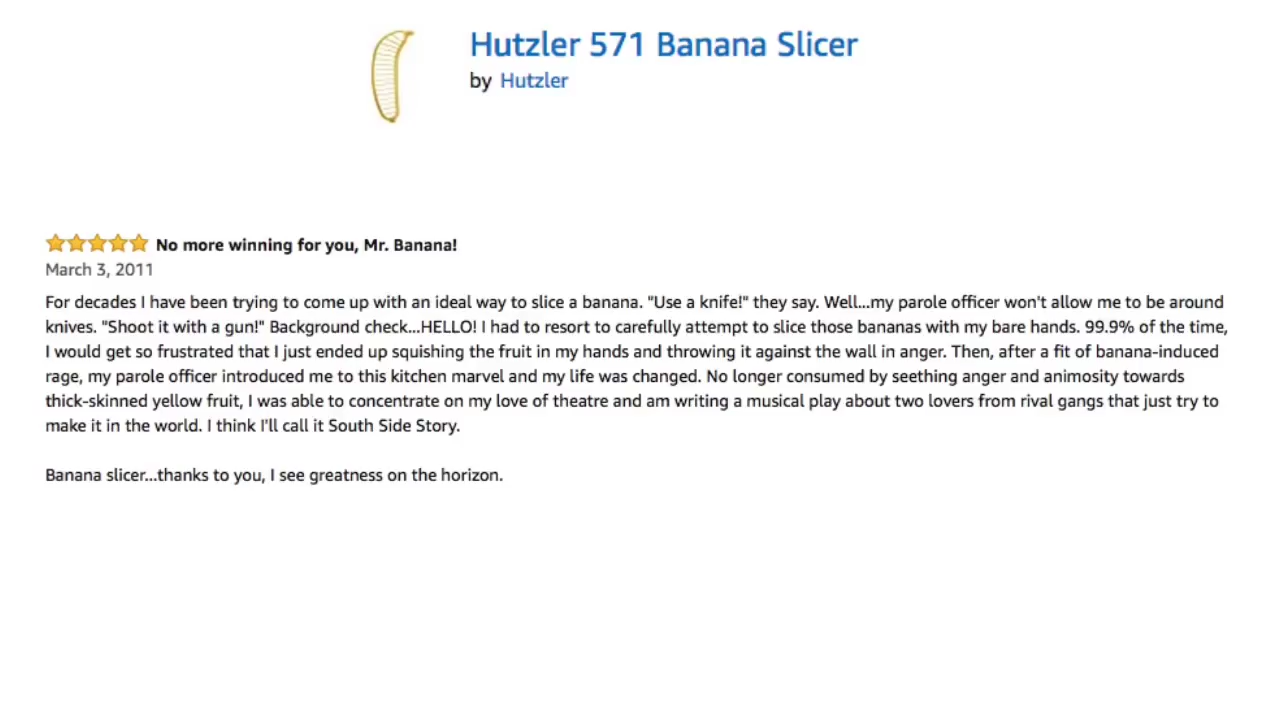 Hutzler 571 Banana Slicer
by Hutzler
No more winning for you, Mr. Banana!
March 3, 2011
For decades I have been trying to come up with an ideal way to slice a banana. "Use a knife!" they say. Well...my parole officer won't allow me to be around
knives. "Shoot it with a gun!" Background check...HELLO! I had to resort to carefully attempt to slice those bananas with my bare hands. 99.9% of the time,
I would get so frustrated that I just ended up squishing the fruit in my hands and throwing it against the wall in anger. Then, after a fit of banana-induced
rage, my parole officer introduced me to this kitchen marvel and my life was changed. No longer consumed by seething anger and animosity towards
thick-skinned yellow fruit, I was able to concentrate on my love of theatre and am writing a musical play about two lovers from rival gangs that just try to
make it in the world. I think I'll call it South Side Story.
Banana slicer...thanks to you, I see greatness on the horizon.